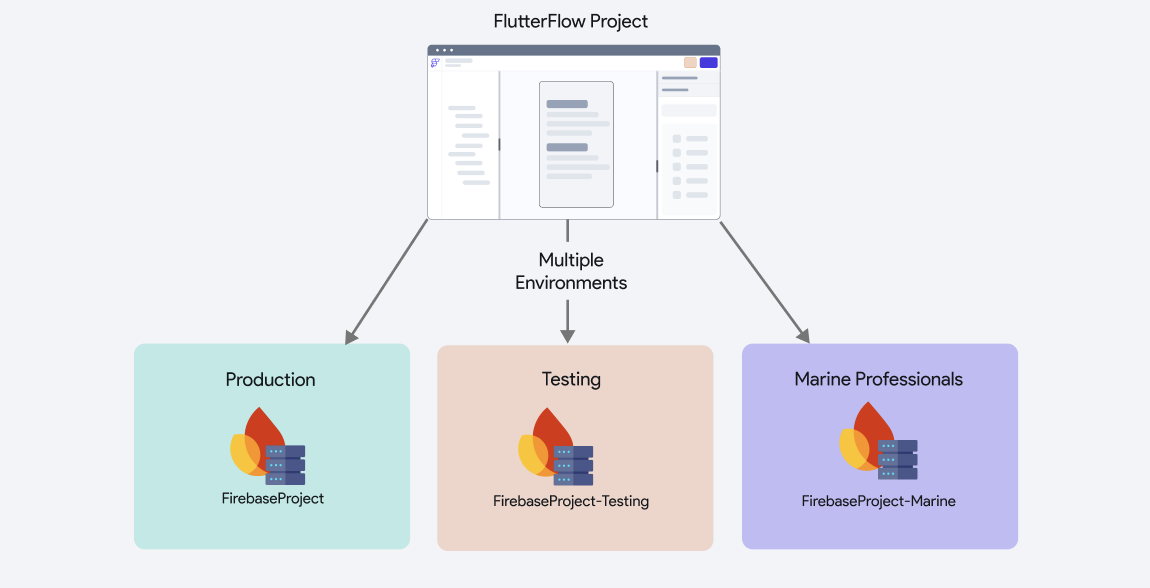 FlutterFlow Project
Multiple
Environments
Production
FirebaseProject
Testing
FirebaseProject-Testing
Marine Professionals
FirebaseProject-Marine